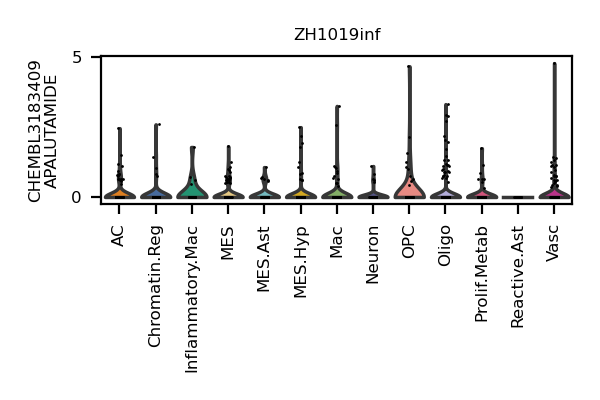 ZH1019inf
CHEMBL3183409
APALUTAMIDE
5
0
AC
Chromatin.Reg
Inflammatory.Mac
MES
MES.Ast
MES.Hyp
Mac
Neuron
OPC
Oligo
Prolif.Metab
Reactive.Ast
Vasc